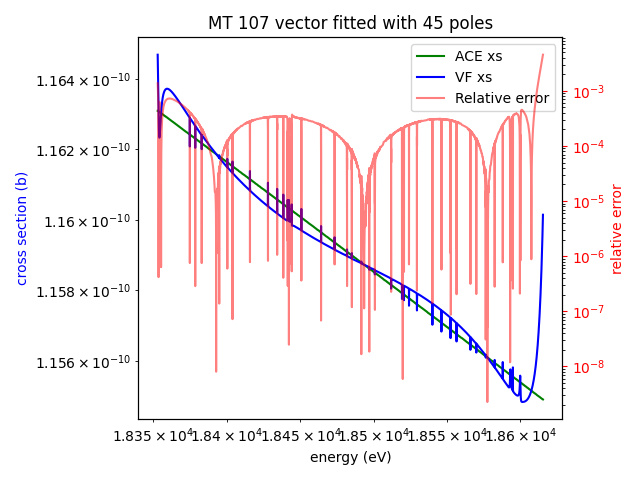 MT 107 vector fitted with 45 poles
ACE xs
VF xs
Relative error
1.164 × 10⁻¹⁰
1.162 × 10⁻¹⁰
1.16 × 10⁻¹⁰
1.158 × 10⁻¹⁰
1.156 × 10⁻¹⁰
cross section (b)
10⁻³
10⁻⁴
10⁻⁵
10⁻⁶
10⁻⁷
10⁻⁸
relative error
1.835 × 10⁴ 1.84 × 10⁴ 1.845 × 10⁴ 1.85 × 10⁴ 1.855 × 10⁴ 1.86 × 10⁴
energy (eV)